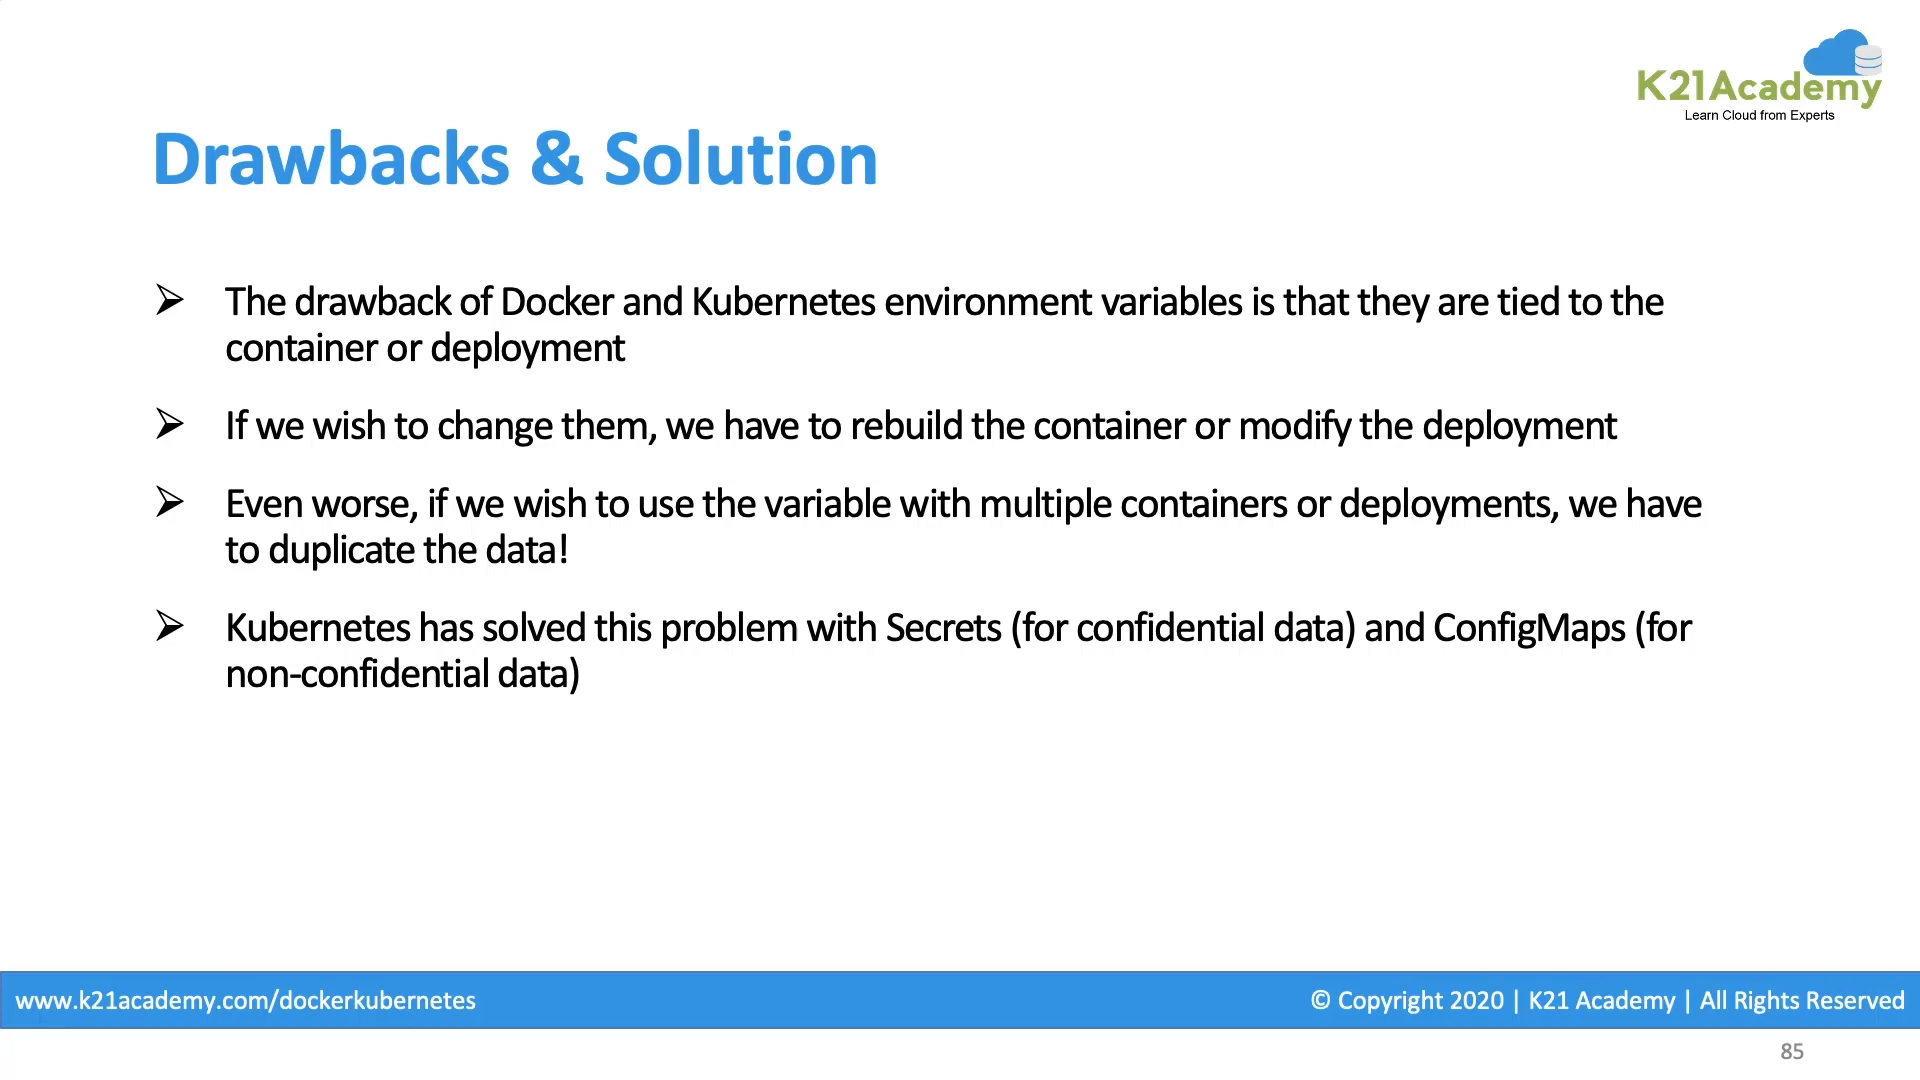 K21Academy
Learn Cloud from Experts
Drawbacks & Solution
➢ The drawback of Docker and Kubernetes environment variables is that they are tied to the
container or deployment
➢ If we wish to change them, we have to rebuild the container or modify the deployment
➢ Even worse, if we wish to use the variable with multiple containers or deployments, we have
to duplicate the data!
➢ Kubernetes has solved this problem with Secrets (for confidential data) and ConfigMaps (for
non-confidential data)
www.k21academy.com/dockerkubernetes
© Copyright 2020 | K21 Academy | All Rights Reserved
85